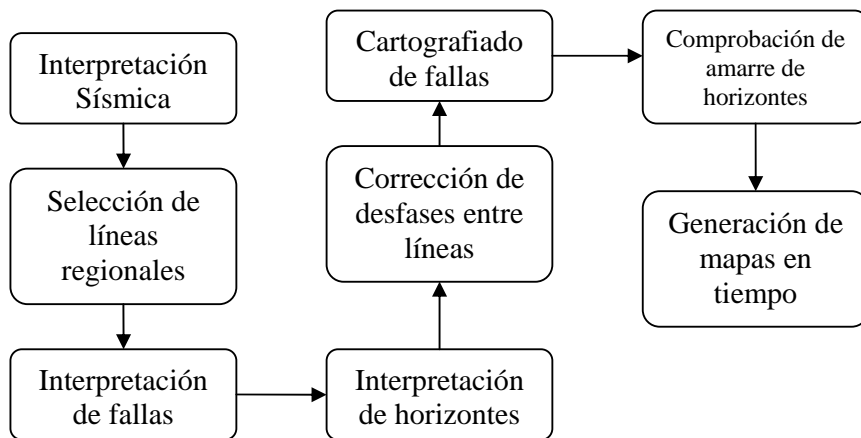 Interpretación
Sísmica
Selección de
líneas
regionales
Interpretación
de fallas
Interpretación
de horizontes
Corrección de
desfases entre
líneas
Cartografiado
de fallas
Comprobación de
amarre de
horizontes
Generación de
mapas en
tiempo